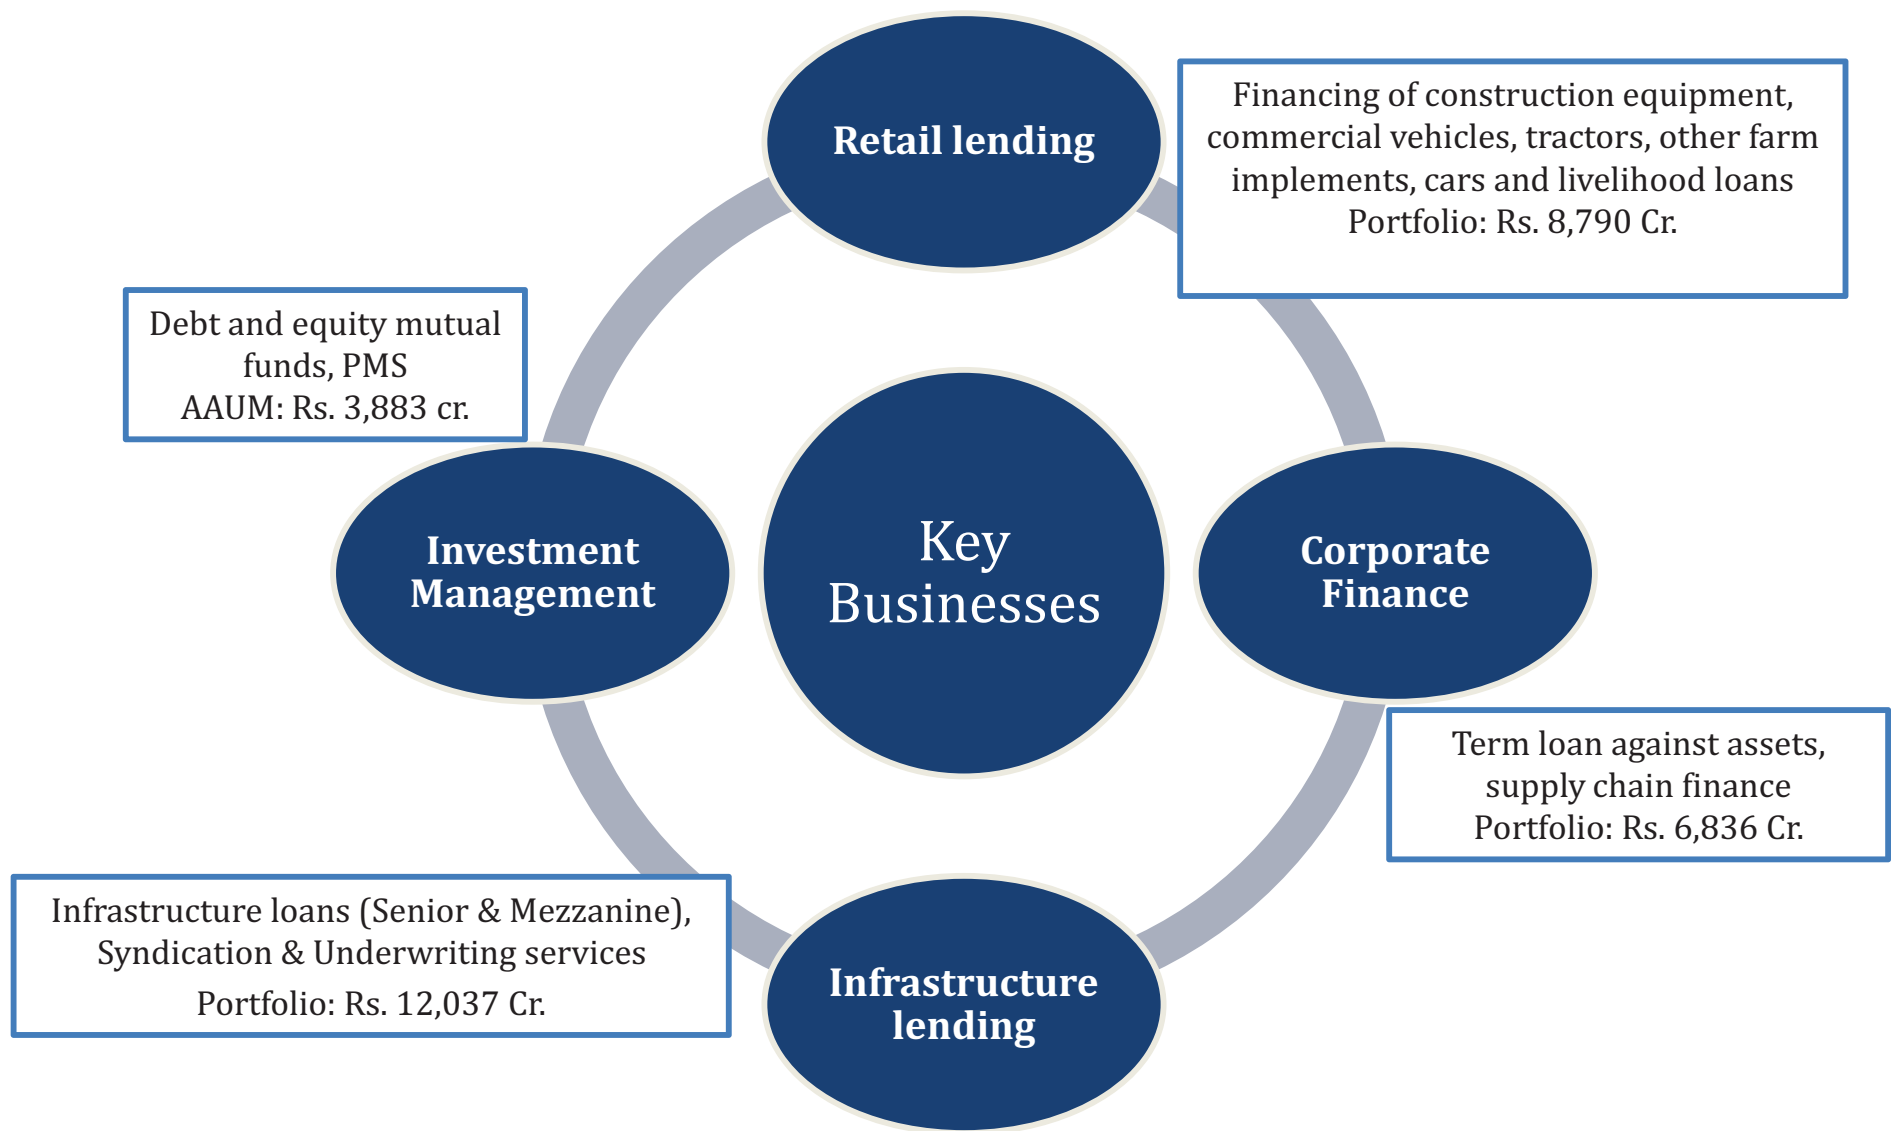 Retail lending
Financing of construction equipment,
commercial vehicles, tractors, other farm
implements, cars and livelihood loans
Portfolio: Rs. 8,790 Cr.
Debt and equity mutual
funds, PMS
AAUM: Rs. 3,883 cr.
Investment
Management
Key
Businesses
Corporate
Finance
Term loan against assets,
supply chain finance
Portfolio: Rs. 6,836 Cr.
Infrastructure loans (Senior & Mezzanine),
Syndication & Underwriting services
Portfolio: Rs. 12,037 Cr.
Infrastructure
lending